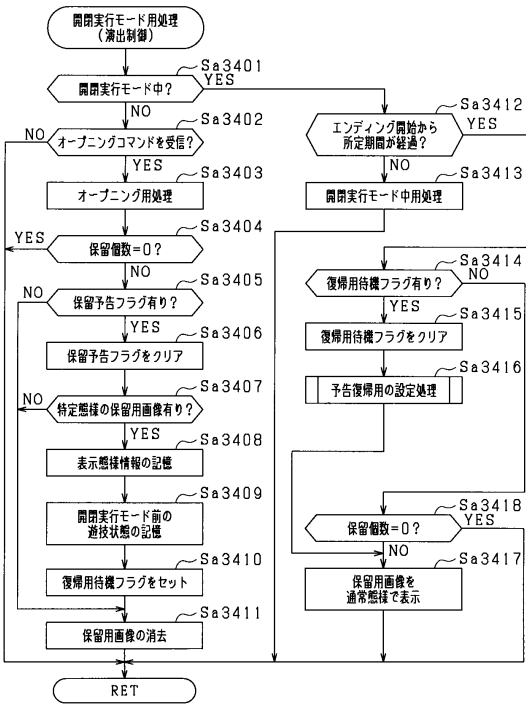 開閉実行モード用処理
(演出制御)
Sa3401
開閉実行モード中?
YES
NO
Sa3402
オープニングコマンドを受信?
NO
YES
Sa3403
オープニング用処理
Sa3404
保留個数=0?
YES
NO
Sa3405
保留予告フラグ有り?
NO
YES
Sa3406
保留予告フラグをクリア
Sa3407
特定態様の保留用画像有り?
NO
YES
Sa3408
表示態様情報の記憶
Sa3409
開閉実行モード前の
遊技状態の記憶
Sa3410
復帰用待機フラグをセット
Sa3411
保留用画像の消去
RET
Sa3412
エンディング開始から
所定期間が経過?
YES
NO
Sa3413
開閉実行モード中用処理
Sa3414
復帰用待機フラグ有り?
NO
YES
Sa3415
復帰用待機フラグをクリア
Sa3416
予告復帰用の設定処理
Sa3418
保留個数=0?
YES
NO
Sa3417
保留用画像を
通常態様で表示